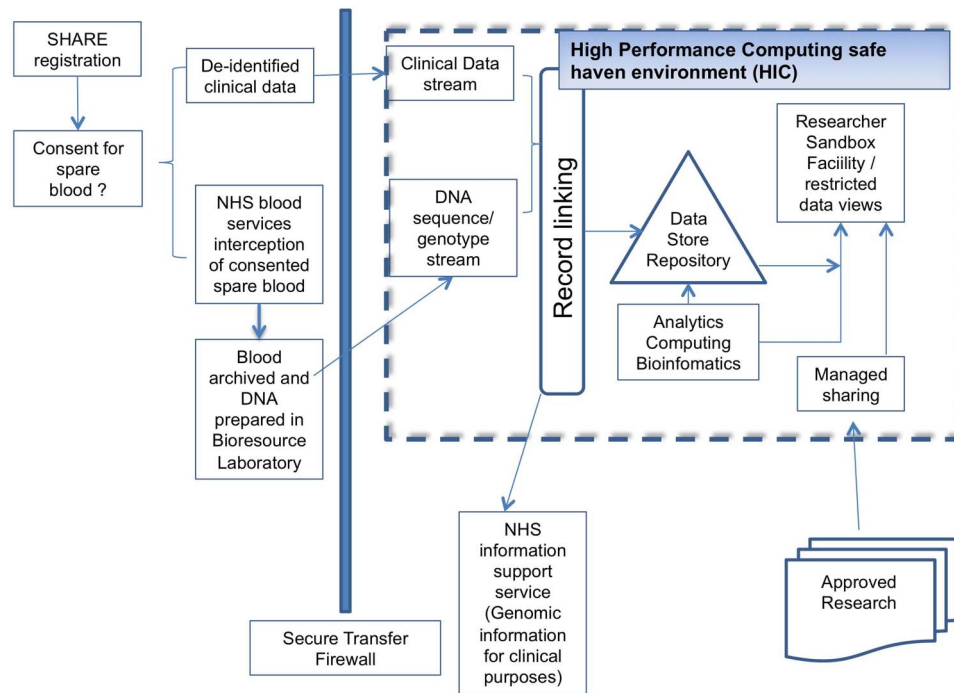 SHARE
registration
Consent for
spare
blood ?
De-identified
clinical data
NHS blood
services
interception
of consented
spare blood
Blood
archived and
DNA
prepared in
Bioresource
Laboratory
Secure Transfer
Firewall
High Performance Computing safe
haven environment (HIC)
Clinical Data
stream
DNA
sequence/
genotype
stream
Record linking
Data
Store
Repository
Analytics
Computing
Bioinfomatics
Researcher
Sandbox
Faciility /
restricted
data views
Managed
sharing
NHS
information
support
service
(Genomic
information
for clinical
purposes)
Approved
Research